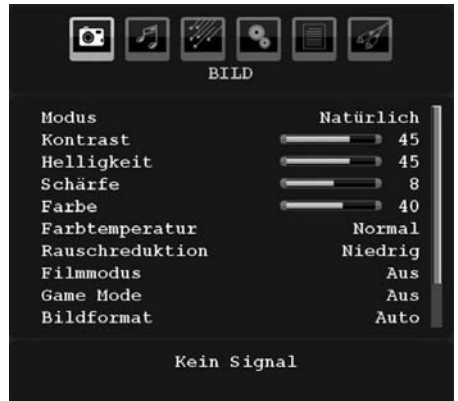 BILD
Modus Natürlich
Kontrast 45
Helligkeit 45
Schärfe 8
Farbe 40
Farbtemperatur Normal
Rauschreduktion Niedrig
Filmmodus Aus
Game Mode Aus
Bildformat Auto
Kein Signal